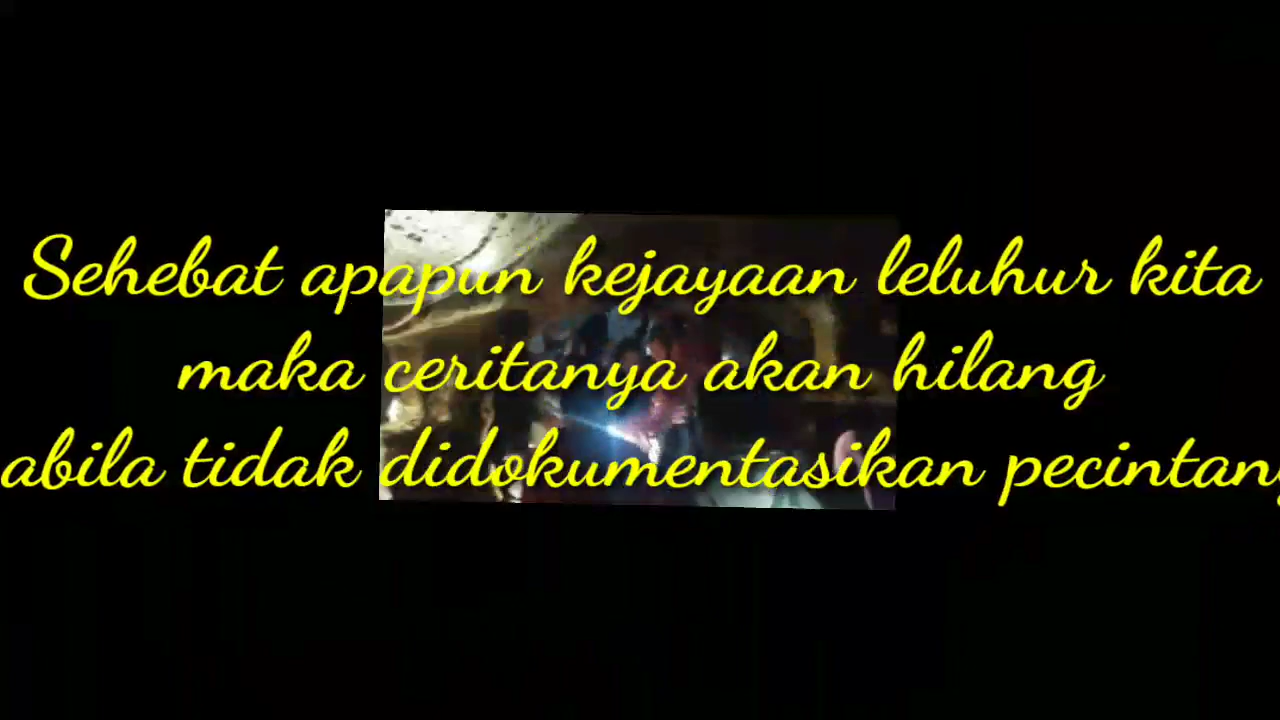 Sehebat apapun kejayaan leluhur kita
maka ceritanya akan hilang
abila tidak didokumentasikan pecintan